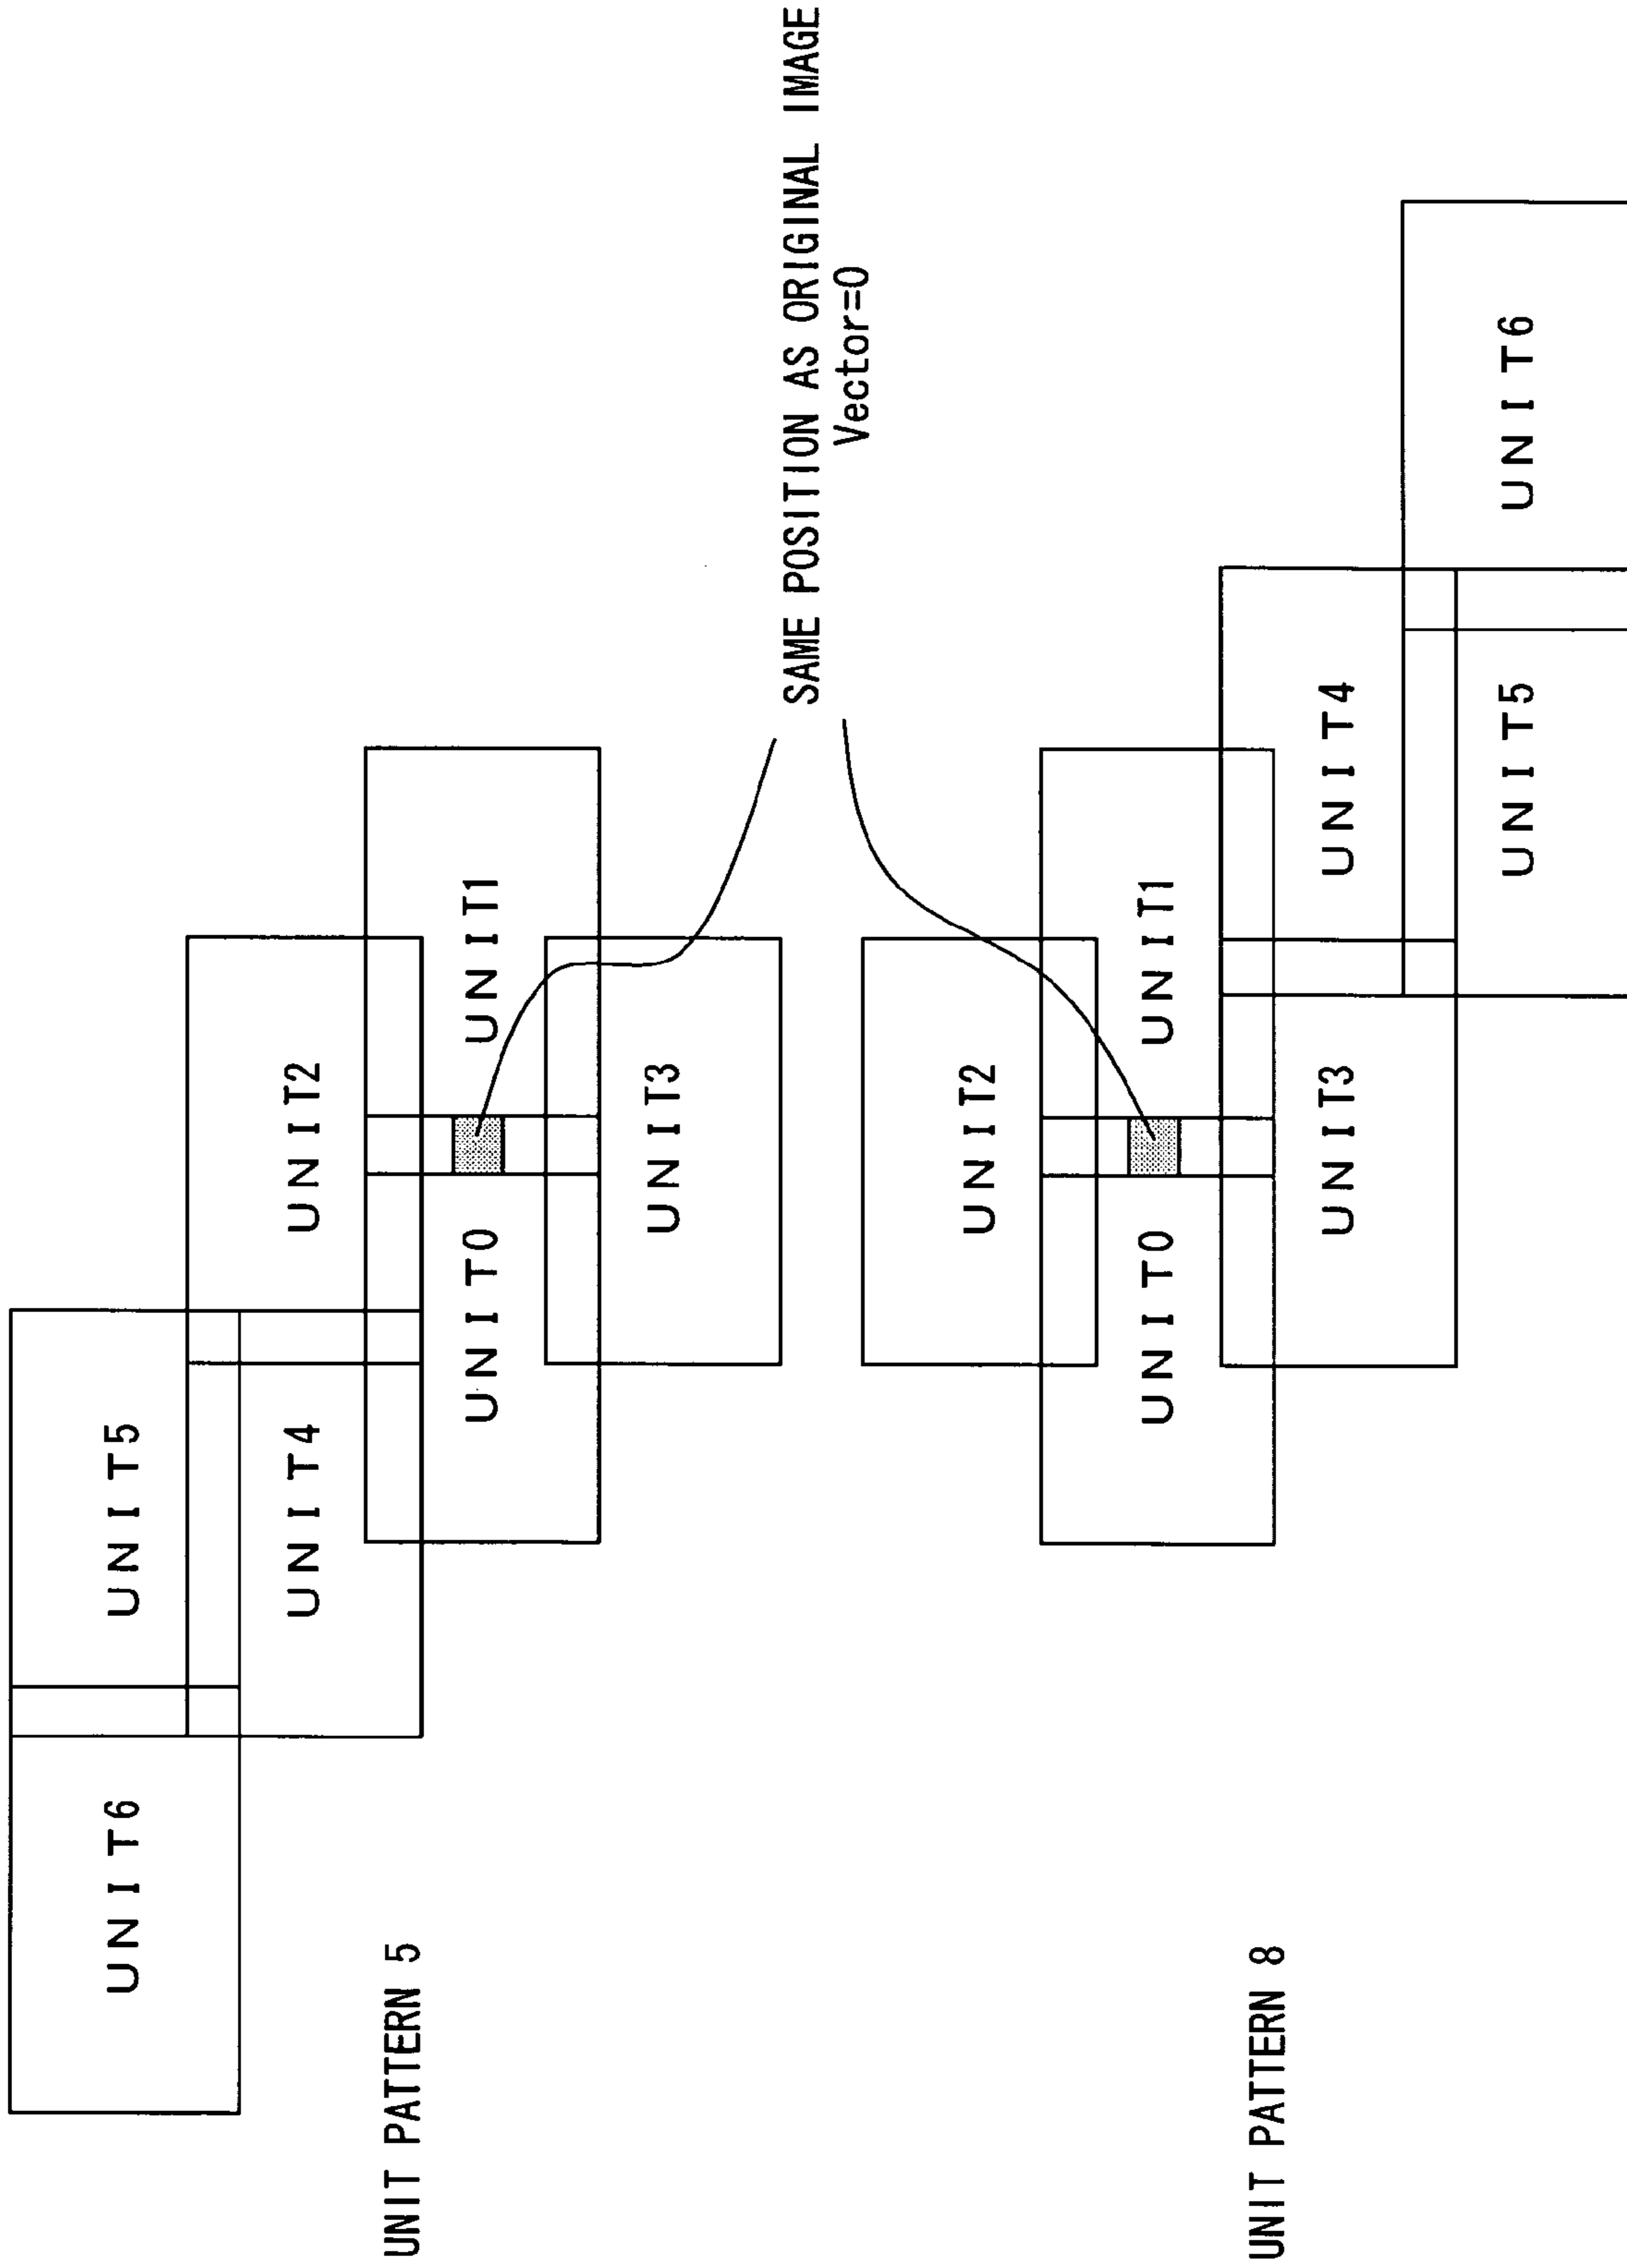 UNIT PATTERN 5
UNIT6
UNIT5
UNIT4
UNIT2
UNIT0
UNIT1
UNIT3
SAME POSITION AS ORIGINAL IMAGE
Vector=0
UNIT PATTERN 8
UNIT2
UNIT0
UNIT1
UNIT3
UNIT4
UNIT5
UNIT6